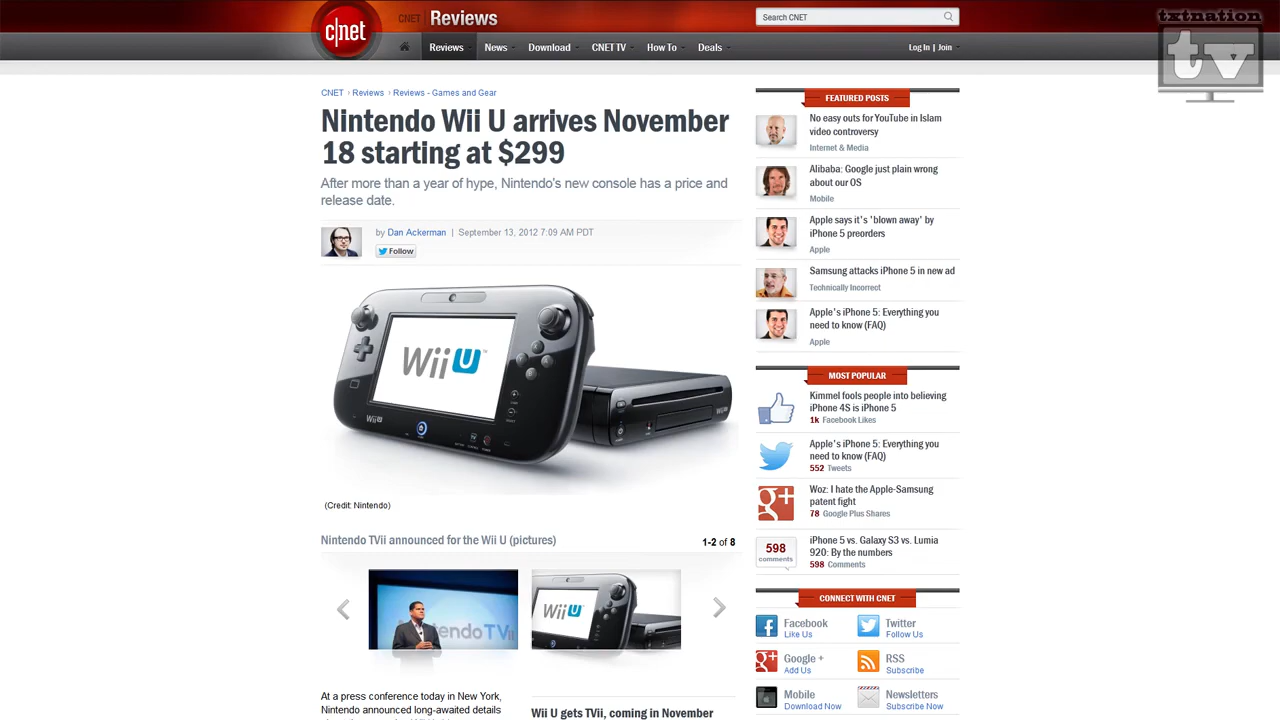 c|net
CNET Reviews
Search CNET
txtnation
tv
Reviews
News
Download
CNET TV
How To
Deals
Log In | Join
CNET › Reviews › Reviews - Games and Gear
Nintendo Wii U arrives November
18 starting at $299
After more than a year of hype, Nintendo's new console has a price and
release date.
by Dan Ackerman | September 13, 2012 7:09 AM PDT
Follow
Wii U™
Wii U
Wii U
(Credit: Nintendo)
Nintendo TVii announced for the Wii U (pictures)
1-2 of 8
tendo TVii
Wii U
At a press conference today in New York,
Nintendo announced long-awaited details
Wii U gets TVii, coming in November
FEATURED POSTS
No easy outs for YouTube in Islam
video controversy
Internet & Media
Alibaba: Google just plain wrong
about our OS
Mobile
Apple says it's 'blown away' by
iPhone 5 preorders
Apple
Samsung attacks iPhone 5 in new ad
Technically Incorrect
Apple's iPhone 5: Everything you
need to know (FAQ)
Apple
MOST POPULAR
Kimmel fools people into believing
iPhone 4S is iPhone 5
1k Facebook Likes
Apple's iPhone 5: Everything you
need to know (FAQ)
552 Tweets
g+
Woz: I hate the Apple-Samsung
patent fight
78 Google Plus Shares
598
comments
iPhone 5 vs. Galaxy S3 vs. Lumia
920: By the numbers
598 Comments
CONNECT WITH CNET
Facebook
Like Us
Twitter
Follow Us
g+
Google +
Add Us
RSS
Subscribe
Mobile
Download Now
Newsletters
Subscribe Now